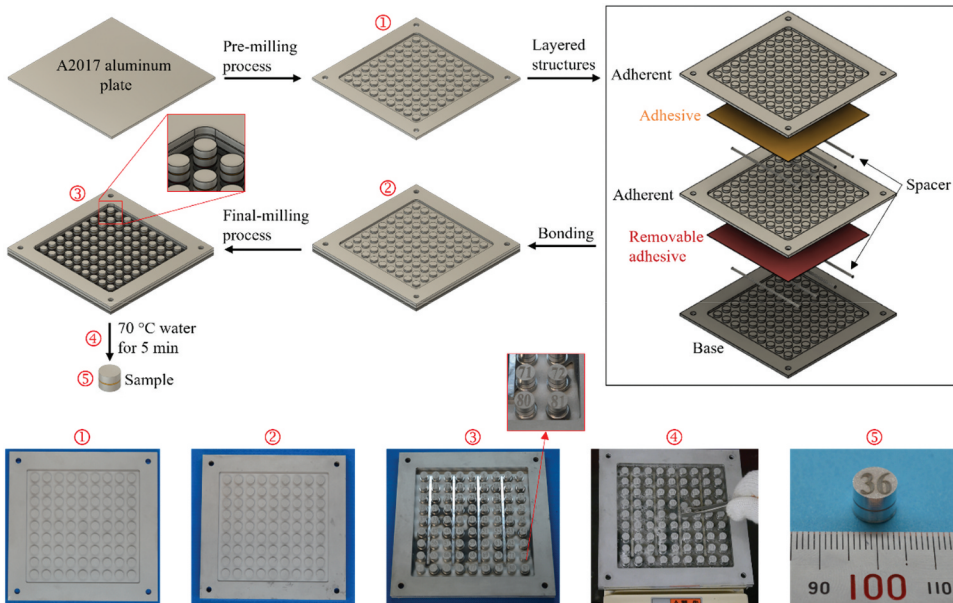 ①
Pre-milling
process
A2017 aluminum
plate
Layered
structures
Adherent
Adhesive
Spacer
Adherent
Removable
adhesive
Base
③
Final-milling
process
②
Bonding
④
70 °C water
for 5 min
⑤
Sample
①
②
③
71 72
80 81
④
⑤
36
90 100 110